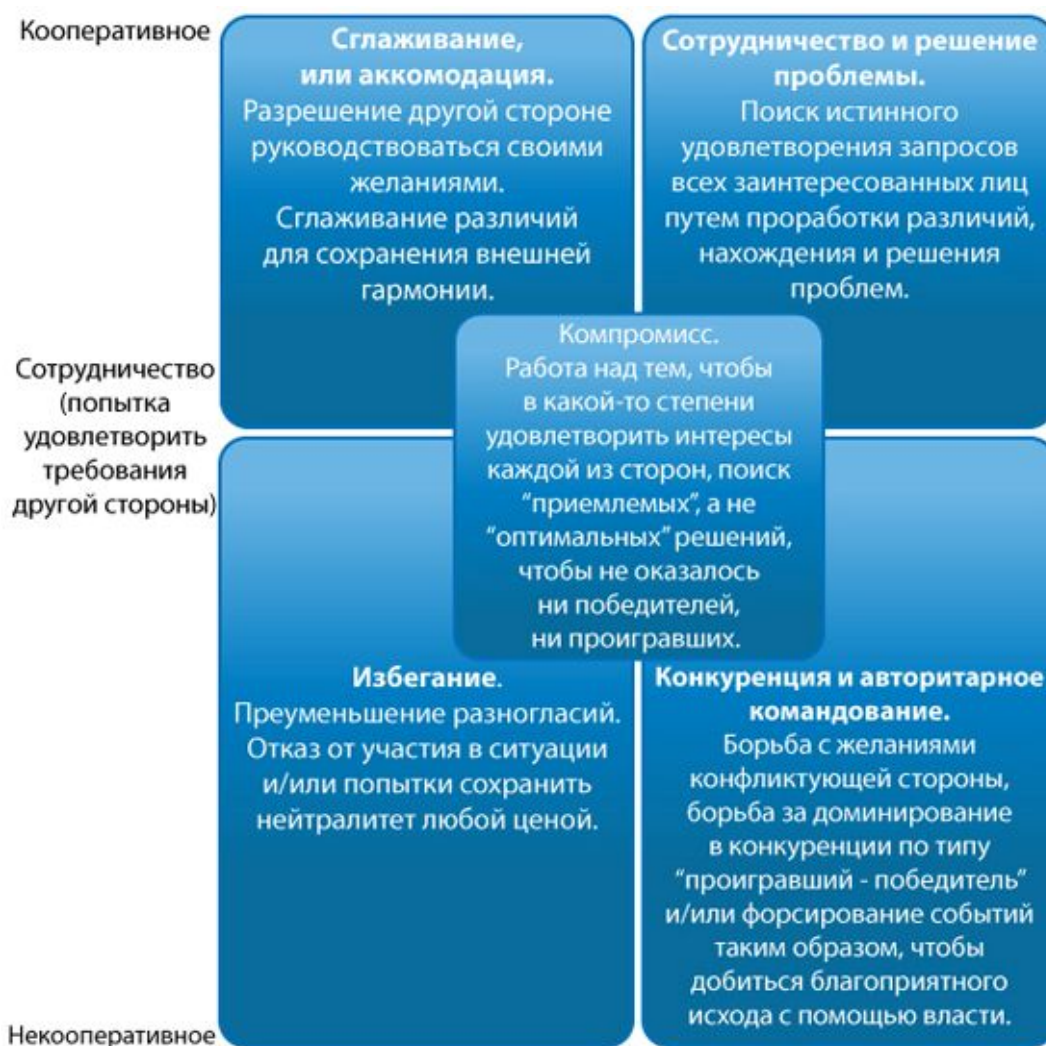 Кооперативное
Сглаживание,
или аккомодация.
Разрешение другой стороне
руководствоваться своими
желаниями.
Сглаживание различий
для сохранения внешней
гармонии.
Сотрудничество и решение
проблемы.
Поиск истинного
удовлетворения запросов
всех заинтересованных лиц
путем проработки различий,
нахождения и решения
проблем.
Сотрудничество
(попытка
удовлетворить
требования
другой стороны)
Компромисс.
Работа над тем, чтобы
в какой-то степени
удовлетворить интересы
каждой из сторон, поиск
“приемлемых”, а не
“оптимальных” решений,
чтобы не оказалось
ни победителей,
ни проигравших.
Избегание.
Преуменьшение разногласий.
Отказ от участия в ситуации
и/или попытки сохранить
нейтралитет любой ценой.
Конкуренция и авторитарное
командование.
Борьба с желаниями
конфликтующей стороны,
борьба за доминирование
в конкуренции по типу
“проигравший - победитель”
и/или форсирование событий
таким образом, чтобы
добиться благоприятного
исхода с помощью власти.
Некооперативное